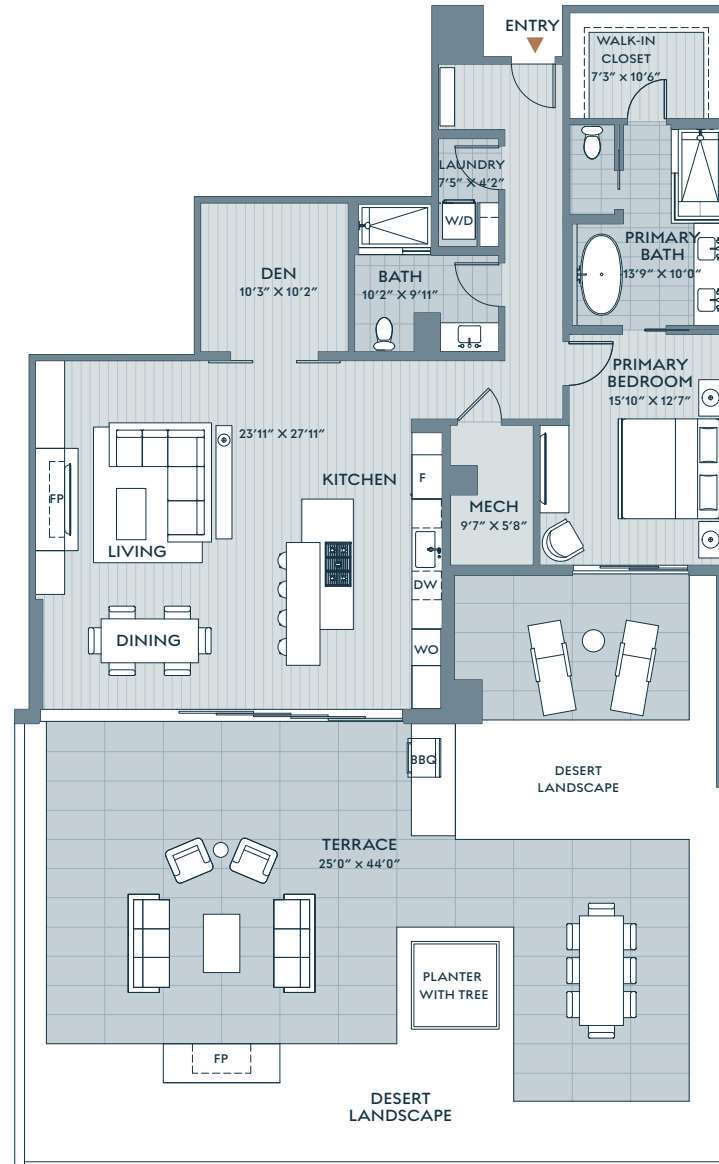 ENTRY
WALK-IN
CLOSET
7'3" x 10'6"
LAUNDRY
7'5" X 4'2"
W/D
PRIMARY
BATH
13'9" X 10'0"
DEN
10'3" X 10'2"
BATH
10'2" X 9'11"
PRIMARY
BEDROOM
15'10" X 12'7"
23'11" X 27'11"
KITCHEN
F
FP
MECH
9'7" X 5'8"
LIVING
DW
DINING
WO
BBQ
DESERT
LANDSCAPE
TERRACE
25'0" x 44'0"
PLANTER
WITH TREE
FP
DESERT
LANDSCAPE